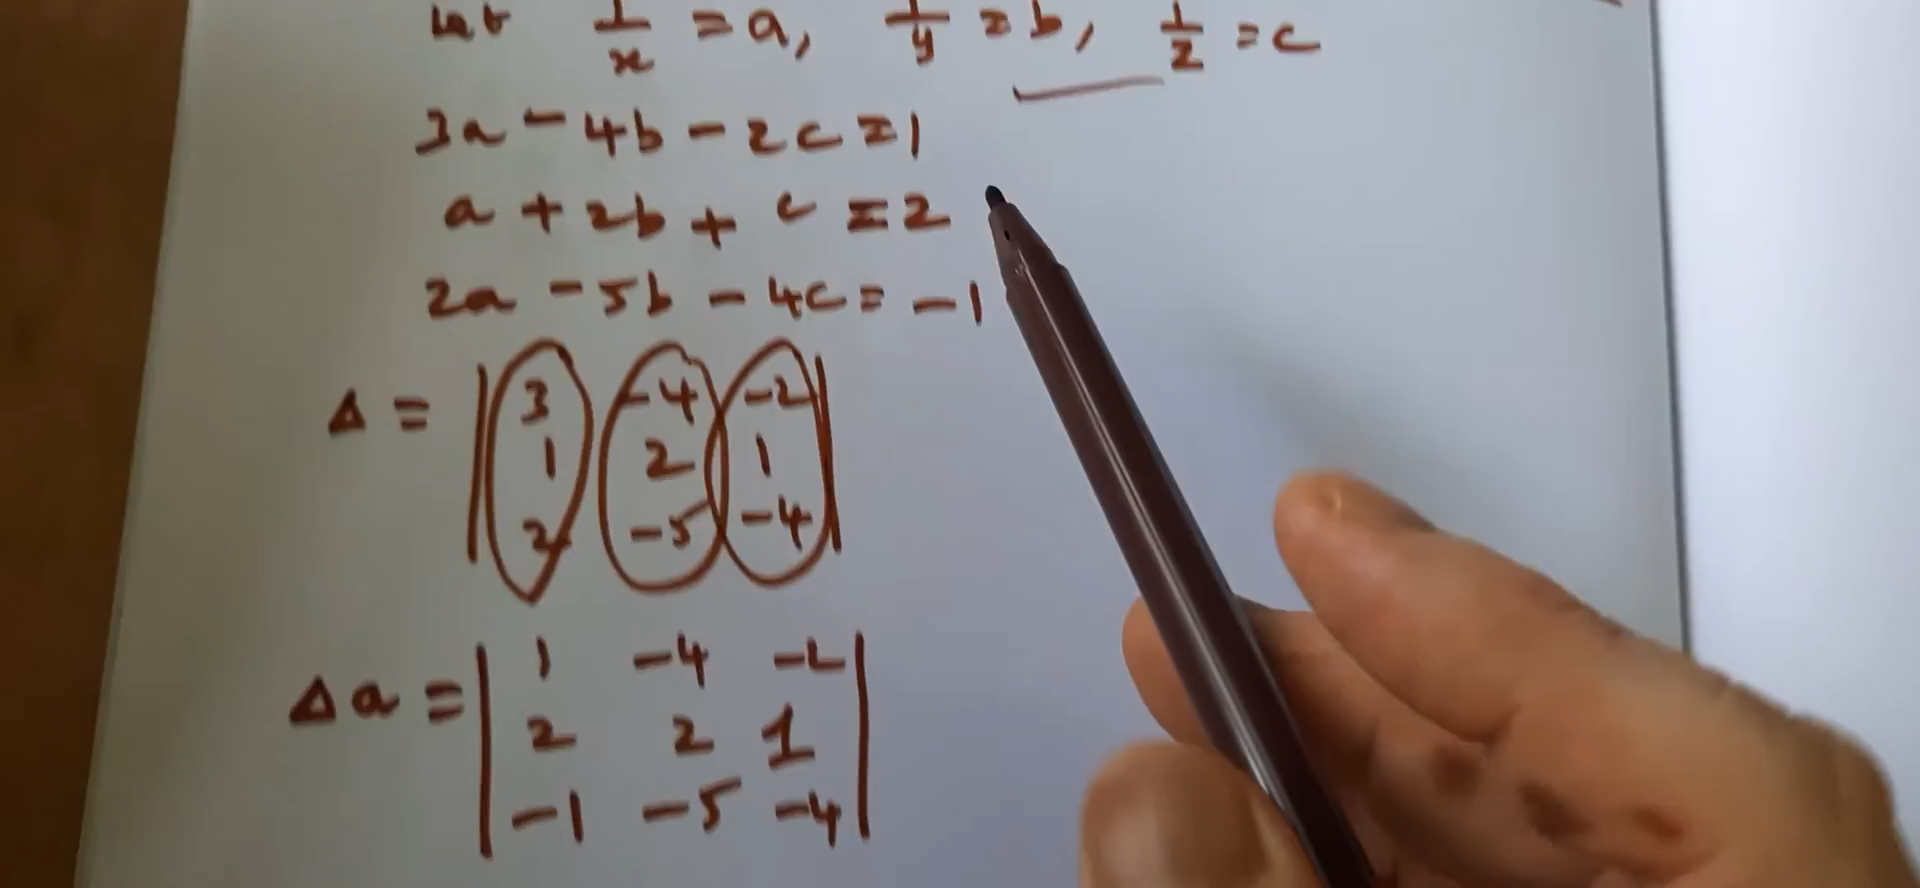 let 1/x = a, 1/y = b, 1/z = c
3a - 4b - 2c = 1
a + 2b + c = 2
2a - 5b - 4c = -1
Δ = | 3 -4 -2 |
| 1 2 1 |
| 2 -5 -4 |
Δa = | 1 -4 -2 |
| 2 2 1 |
| -1 -5 -4 |